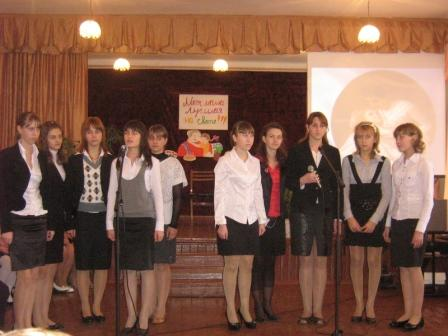 Моя мама
лучшая
на свете!